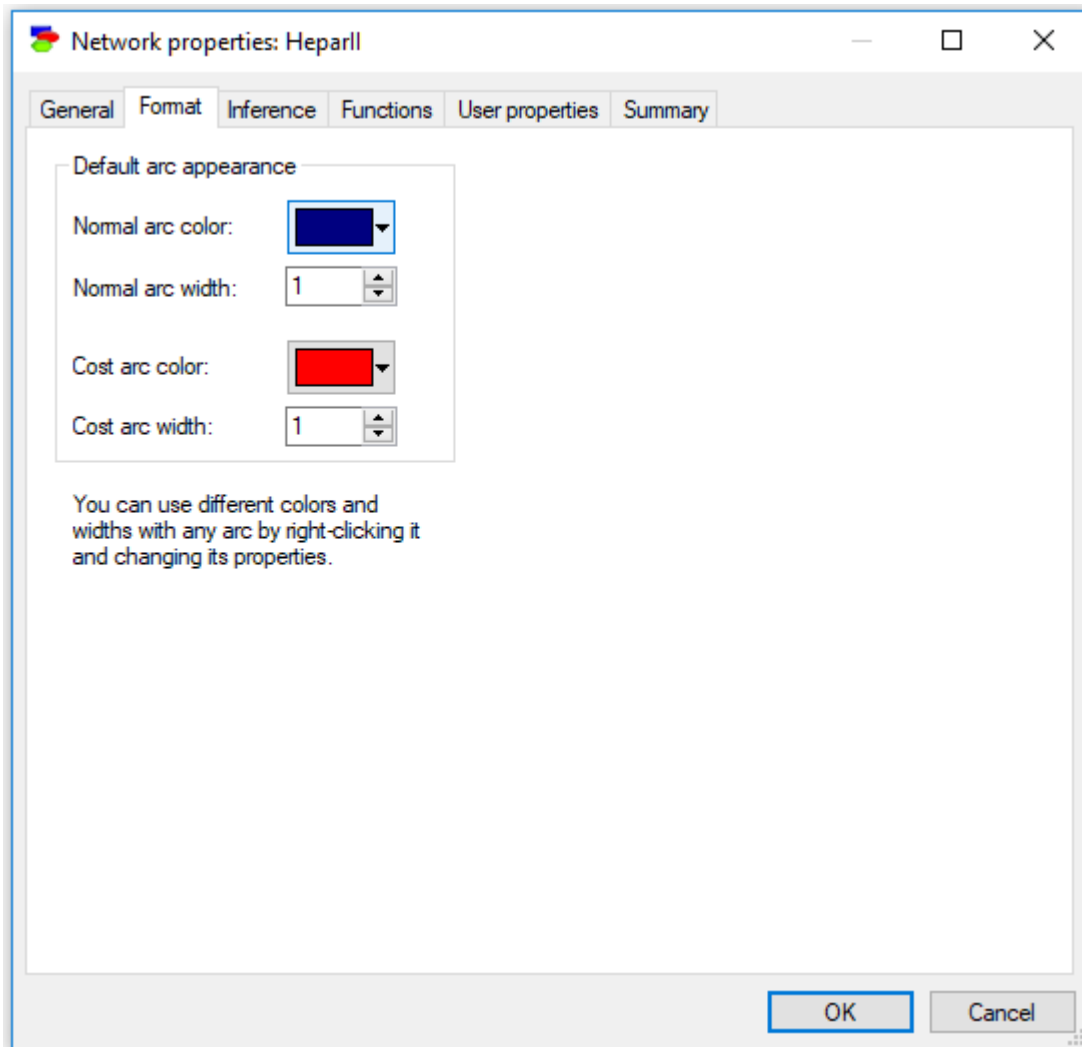 Network properties: HeparII
General Format Inference Functions User properties Summary
Default arc appearance
Normal arc color:
Normal arc width: 1
Cost arc color:
Cost arc width: 1
You can use different colors and
widths with any arc by right-clicking it
and changing its properties.
OK Cancel